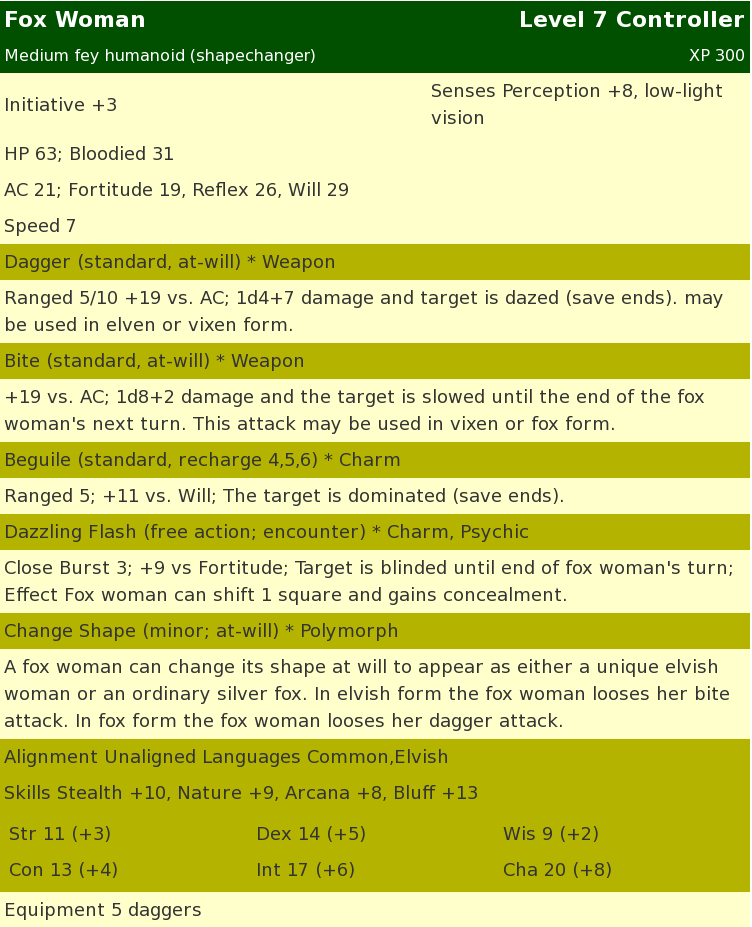 Fox Woman Level 7 Controller
Medium fey humanoid (shapechanger) XP 300
Initiative +3 Senses Perception +8, low-light
vision
HP 63; Bloodied 31
AC 21; Fortitude 19, Reflex 26, Will 29
Speed 7
Dagger (standard, at-will) * Weapon
Ranged 5/10 +19 vs. AC; 1d4+7 damage and target is dazed (save ends). may
be used in elven or vixen form.
Bite (standard, at-will) * Weapon
+19 vs. AC; 1d8+2 damage and the target is slowed until the end of the fox
woman's next turn. This attack may be used in vixen or fox form.
Beguile (standard, recharge 4,5,6) * Charm
Ranged 5; +11 vs. Will; The target is dominated (save ends).
Dazzling Flash (free action; encounter) * Charm, Psychic
Close Burst 3; +9 vs Fortitude; Target is blinded until end of fox woman's turn;
Effect Fox woman can shift 1 square and gains concealment.
Change Shape (minor; at-will) * Polymorph
A fox woman can change its shape at will to appear as either a unique elvish
woman or an ordinary silver fox. In elvish form the fox woman looses her bite
attack. In fox form the fox woman looses her dagger attack.
Alignment Unaligned Languages Common,Elvish
Skills Stealth +10, Nature +9, Arcana +8, Bluff +13
Str 11 (+3) Dex 14 (+5) Wis 9 (+2)
Con 13 (+4) Int 17 (+6) Cha 20 (+8)
Equipment 5 daggers